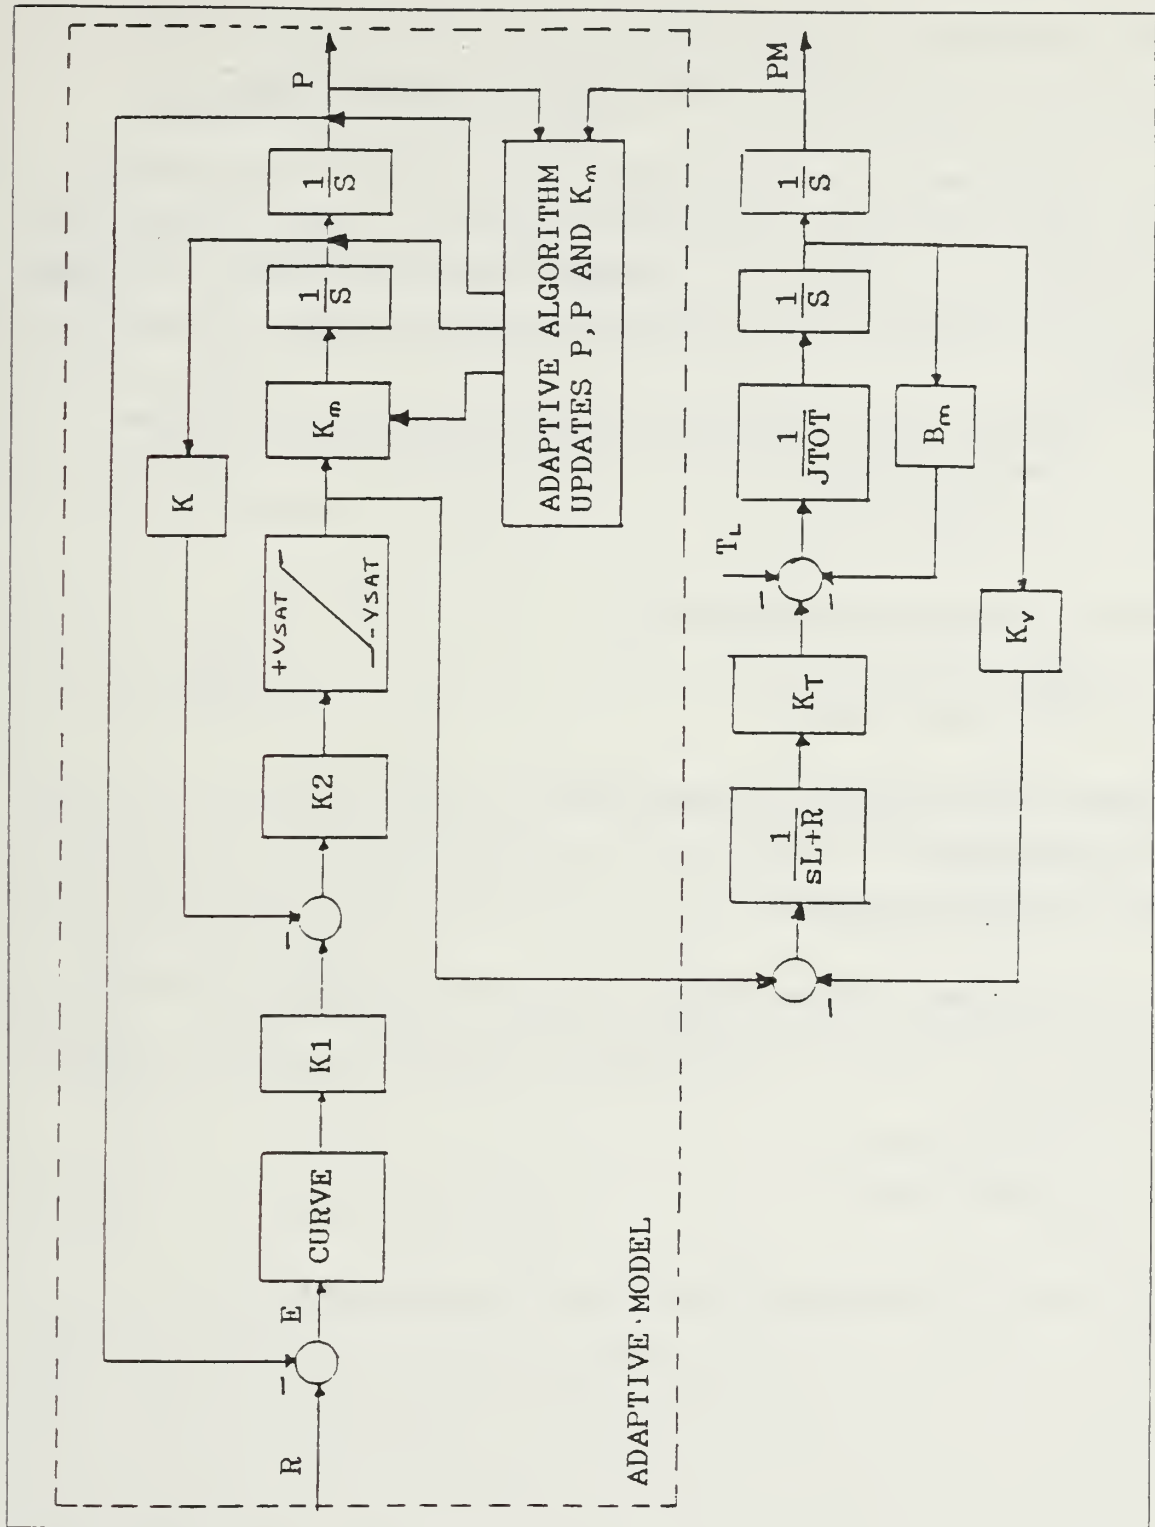 R
−
E
CURVE
K1
−
K2
+VSAT
−VSAT
K
K_m
1
S
1
S
P
ADAPTIVE ALGORITHM
UPDATES P,P AND K_m
ADAPTIVE·MODEL
−
1
sL+R
K_T
T_L
−
−
1
JTOT
1
S
1
S
PM
B_m
K_v